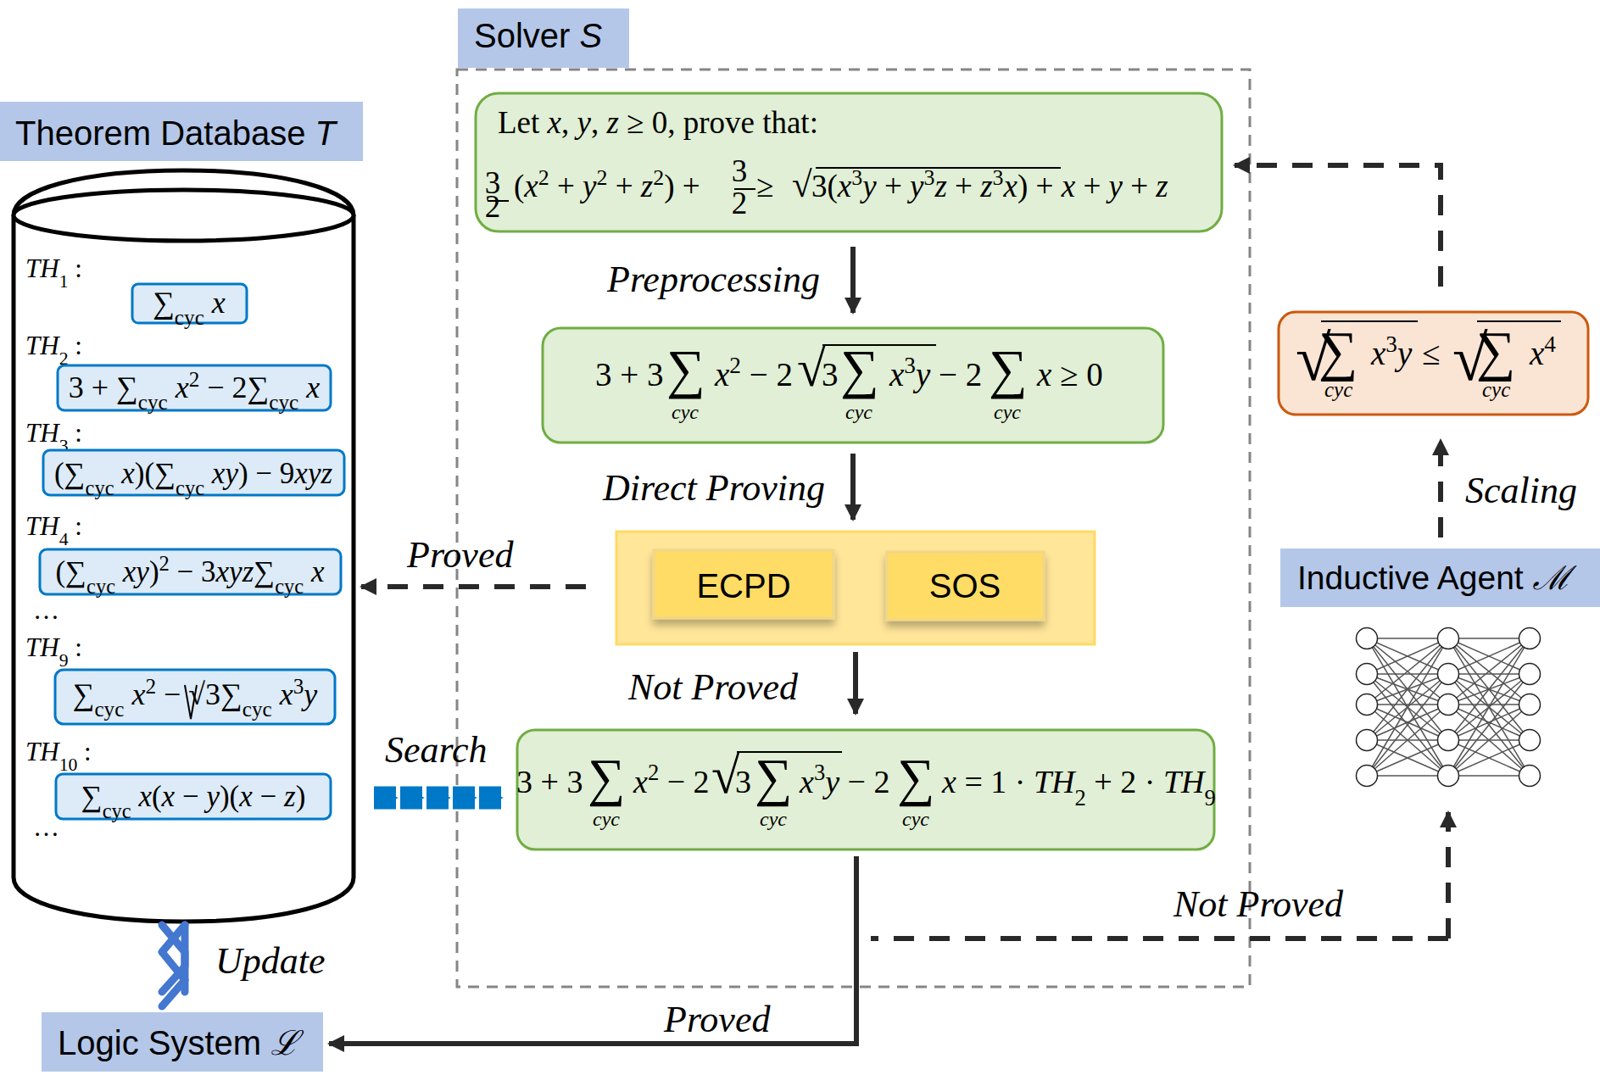 Solver S
Theorem Database T
Let x, y, z ≥ 0, prove that:
3/2 (x² + y² + z²) + 3/2 ≥ √3(x³y + y³z + z³x) + x + y + z
Preprocessing
3 + 3∑cyc x² − 2√3∑cyc x³y − 2∑cyc x ≥ 0
Direct Proving
ECPD
SOS
Proved
Not Proved
3 + 3∑cyc x² − 2√3∑cyc x³y − 2∑cyc x = 1 · TH₂ + 2 · TH₉
Search
TH₁ :
∑cyc x
TH₂ :
3 + ∑cyc x² − 2∑cyc x
TH₃ :
(∑cyc x)(∑cyc xy) − 9xyz
TH₄ :
(∑cyc xy)² − 3xyz∑cyc x
…
TH₉ :
∑cyc x² − √3∑cyc x³y
TH₁₀ :
∑cyc x(x − y)(x − z)
…
Update
Logic System ℒ
Proved
Not Proved
√∑cyc x³y ≤ √∑cyc x⁴
Scaling
Inductive Agent ℳ